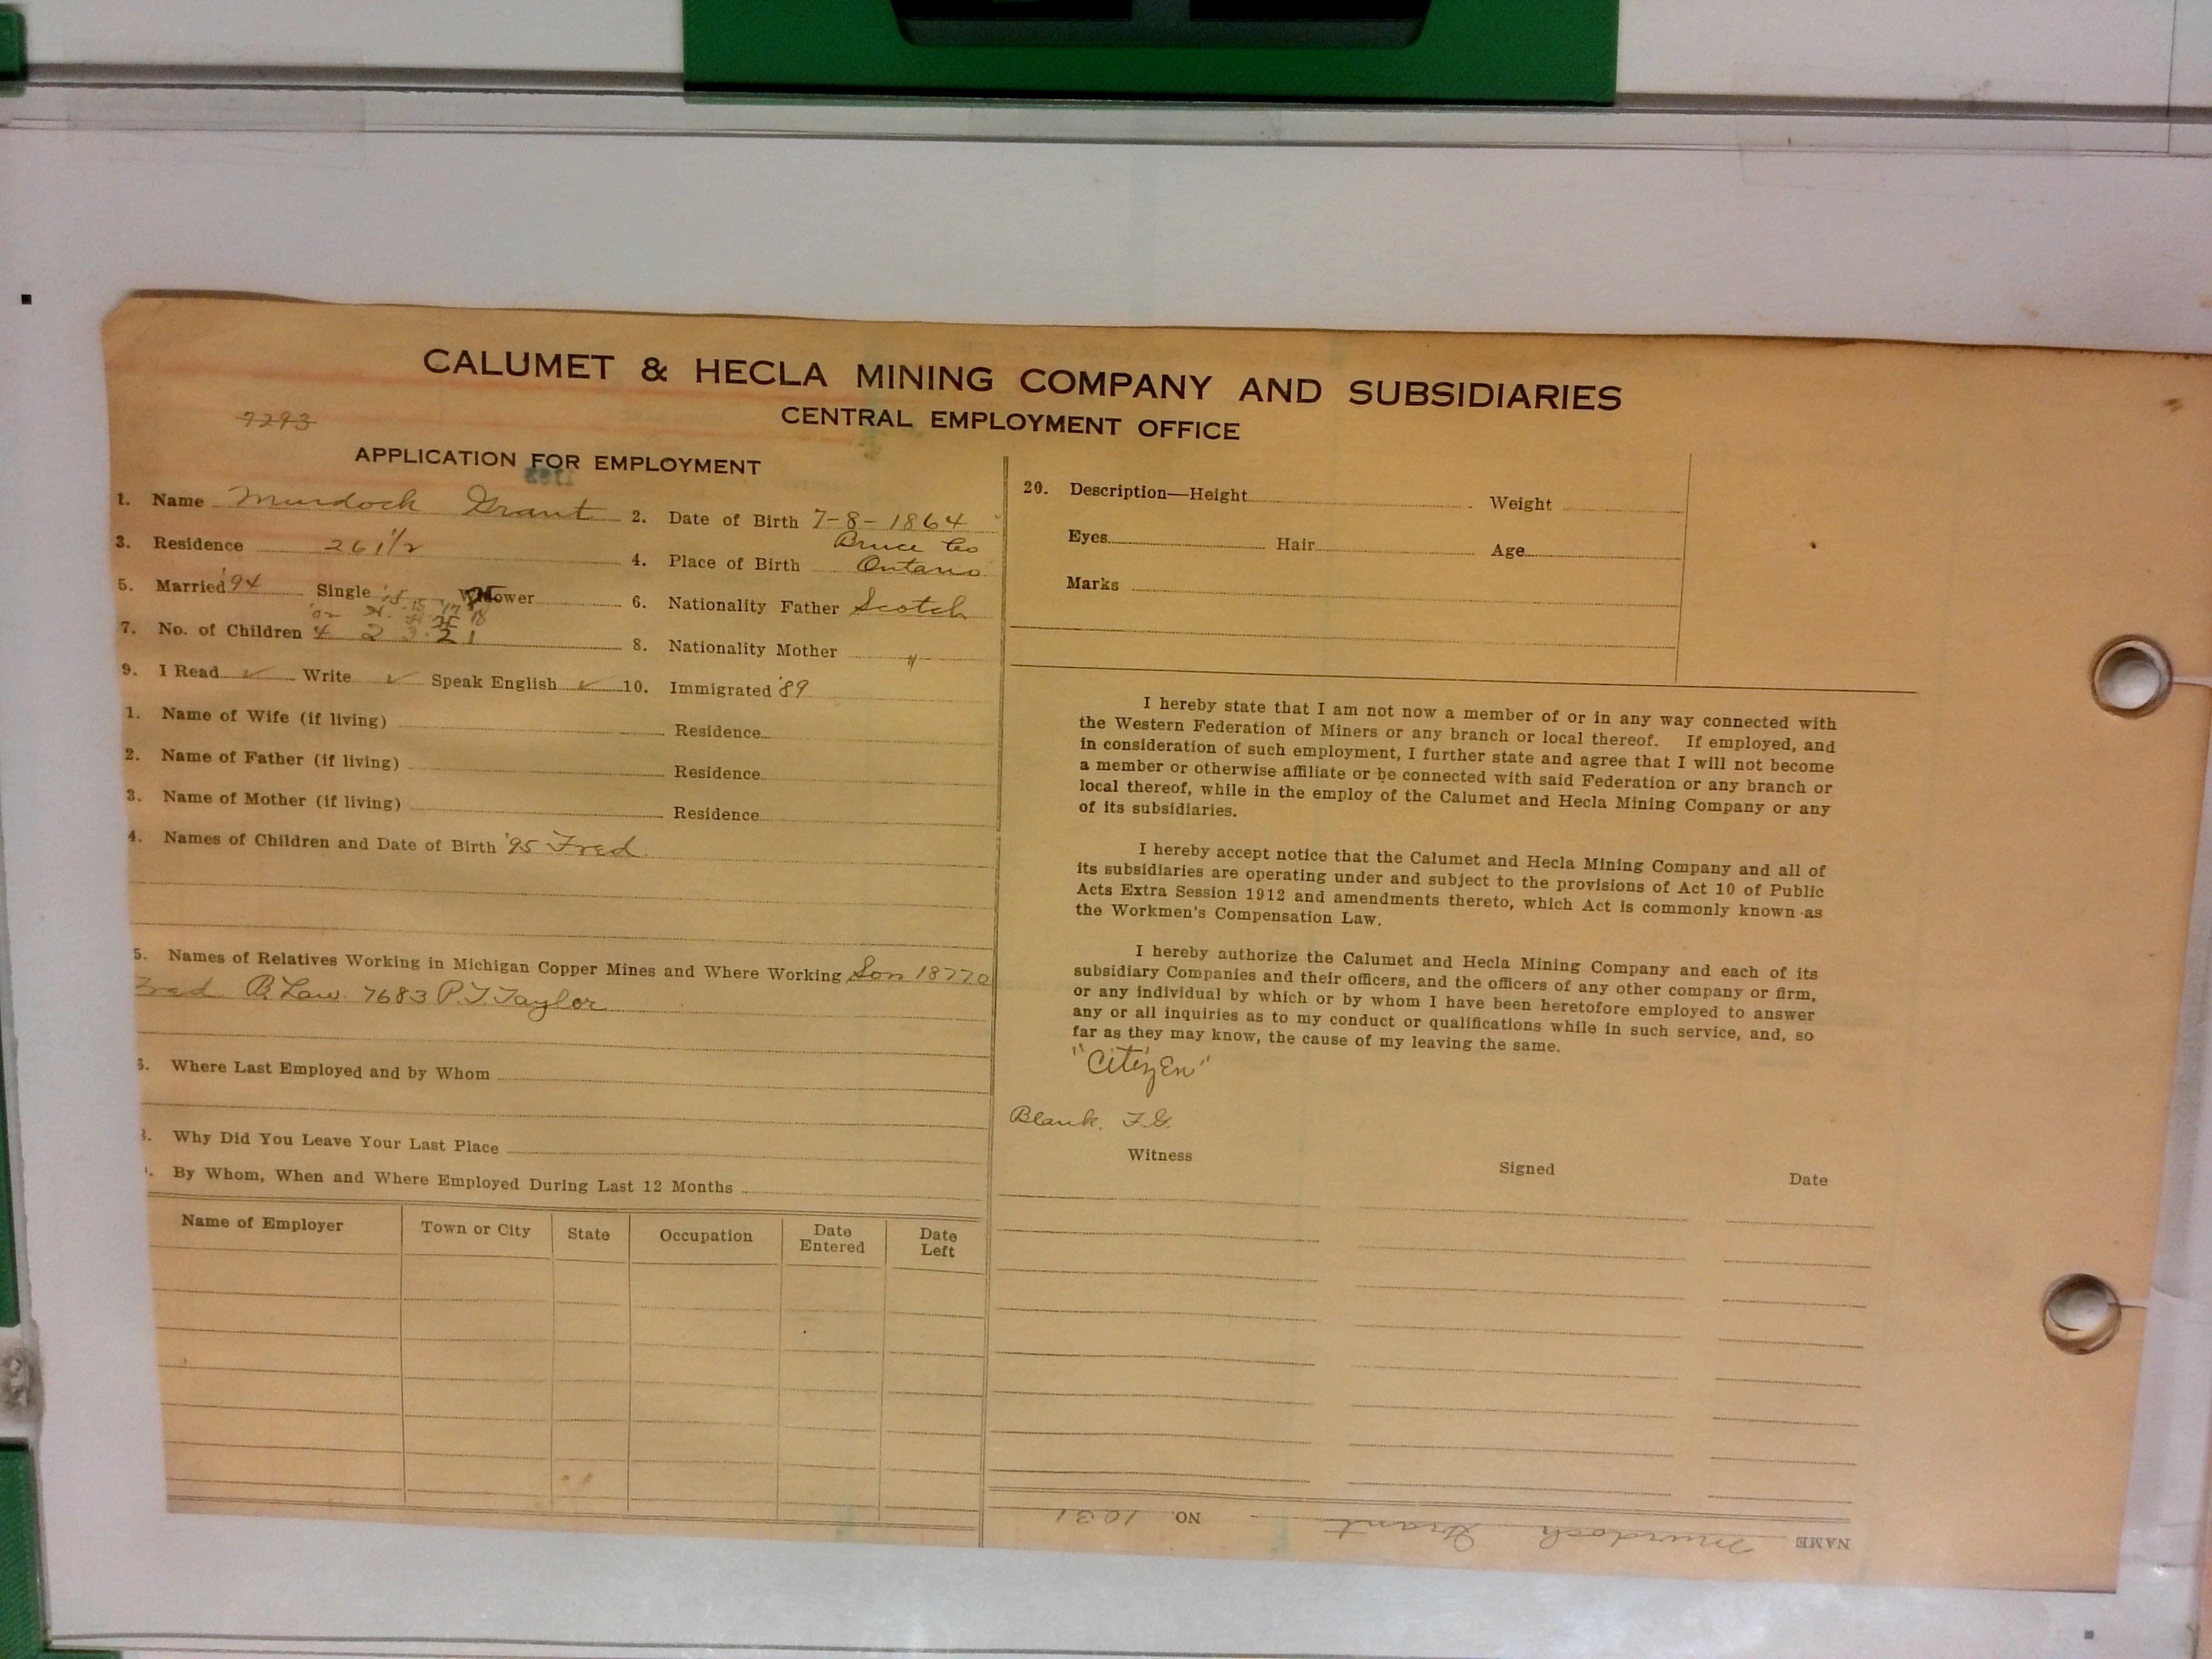 CALUMET & HECLA MINING COMPANY AND SUBSIDIARIES
CENTRAL EMPLOYMENT OFFICE
7293
APPLICATION FOR EMPLOYMENT
1. Name Murdock Grant 2. Date of Birth 7-8-1864
3. Residence 261 1/2 4. Place of Birth Bruce Co
Ontario
5. Married '94 Single '15 Widower 6. Nationality Father Scotch
'02 '15 '17 '18
7. No. of Children 4 2 3 2 1 8. Nationality Mother "
9. I Read ✓ Write ✓ Speak English ✓ 10. Immigrated '89
1. Name of Wife (if living) Residence
2. Name of Father (if living) Residence
3. Name of Mother (if living) Residence
4. Names of Children and Date of Birth '95 Fred
5. Names of Relatives Working in Michigan Copper Mines and Where Working Son 18770
Fred B. Law. 7683 P.T. Taylor
6. Where Last Employed and by Whom
Why Did You Leave Your Last Place
By Whom, When and Where Employed During Last 12 Months
Name of Employer Town or City State Occupation Date Entered Date Left
20. Description—Height Weight
Eyes Hair Age
Marks
I hereby state that I am not now a member of or in any way connected with
the Western Federation of Miners or any branch or local thereof. If employed, and
in consideration of such employment, I further state and agree that I will not become
a member or otherwise affiliate or be connected with said Federation or any branch or
local thereof, while in the employ of the Calumet and Hecla Mining Company or any
of its subsidiaries.
I hereby accept notice that the Calumet and Hecla Mining Company and all of
its subsidiaries are operating under and subject to the provisions of Act 10 of Public
Acts Extra Session 1912 and amendments thereto, which Act is commonly known as
the Workmen's Compensation Law.
I hereby authorize the Calumet and Hecla Mining Company and each of its
subsidiary Companies and their officers, and the officers of any other company or firm,
or any individual by which or by whom I have been heretofore employed to answer
any or all inquiries as to my conduct or qualifications while in such service, and, so
far as they may know, the cause of my leaving the same.
"Citizen"
Blank. F.G.
Witness Signed Date
NAME Murdoch Grant NO. 1031